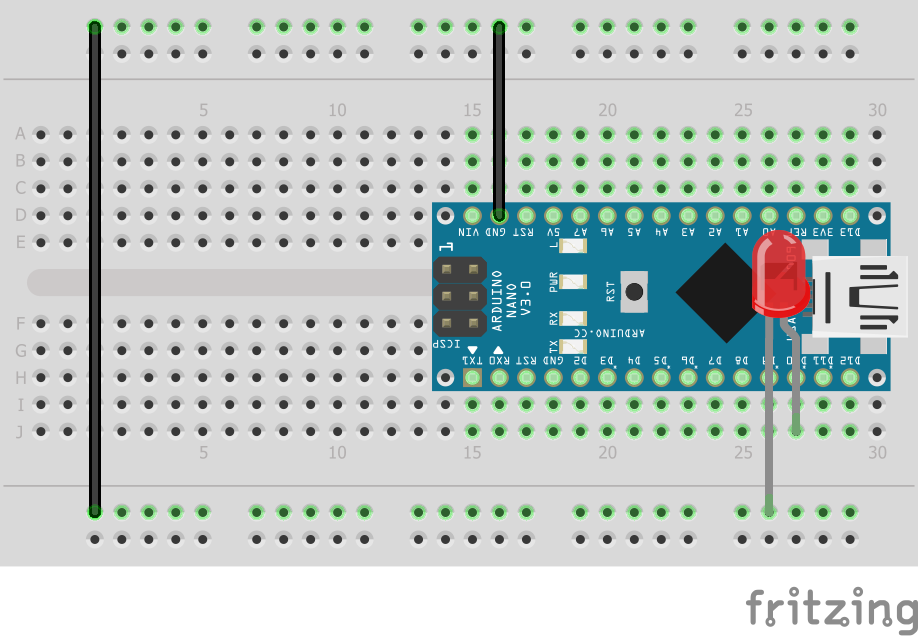 5 10 15 20 25 30
A
B
C
D
E
VIN GND RST 5V A7 A6 A5 A4 A3 A2 A1 A0 REF 3V3 D13
1
L
PWR
RST
ARDUINO
NANO
V3.0
RX
TX
ARDUINO.CC
ICSP
TX1 RX0 RST GND D2 D3 D4 D5 D6 D7 D8 D11 D12
F
G
H
I
J
5 10 15 20 25 30
fritzing